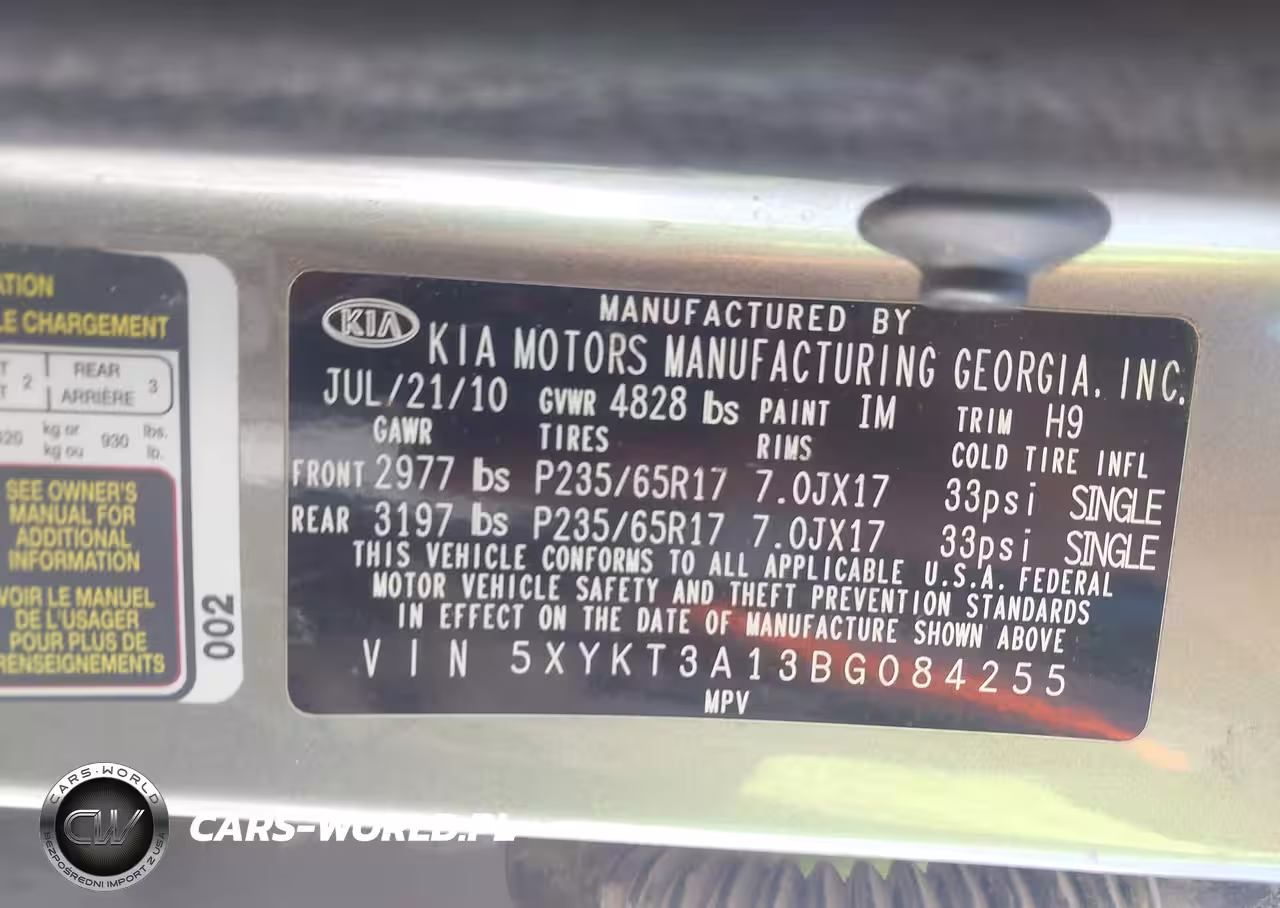 ATION
LE CHARGEMENT
T 2 REAR 3
T ARRIÈRE
420 kg or 930 lbs.
kg ou lb.
SEE OWNER'S
MANUAL FOR
ADDITIONAL
INFORMATION
VOIR LE MANUEL
DE L'USAGER
POUR PLUS DE
RENSEIGNEMENTS
002
KIA
MANUFACTURED BY
KIA MOTORS MANUFACTURING GEORGIA, INC.
JUL/21/10 GVWR 4828 lbs PAINT IM TRIM H9
GAWR TIRES RIMS COLD TIRE INFL
FRONT 2977 lbs P235/65R17 7.0JX17 33psi SINGLE
REAR 3197 lbs P235/65R17 7.0JX17 33psi SINGLE
THIS VEHICLE CONFORMS TO ALL APPLICABLE U.S.A. FEDERAL
MOTOR VEHICLE SAFETY AND THEFT PREVENTION STANDARDS
IN EFFECT ON THE DATE OF MANUFACTURE SHOWN ABOVE
VIN 5XYKT3A13BG084255
MPV
CARS-WORLD
CW
BEZPOŚREDNI IMPORT Z USA
CARS-WORLD.PL